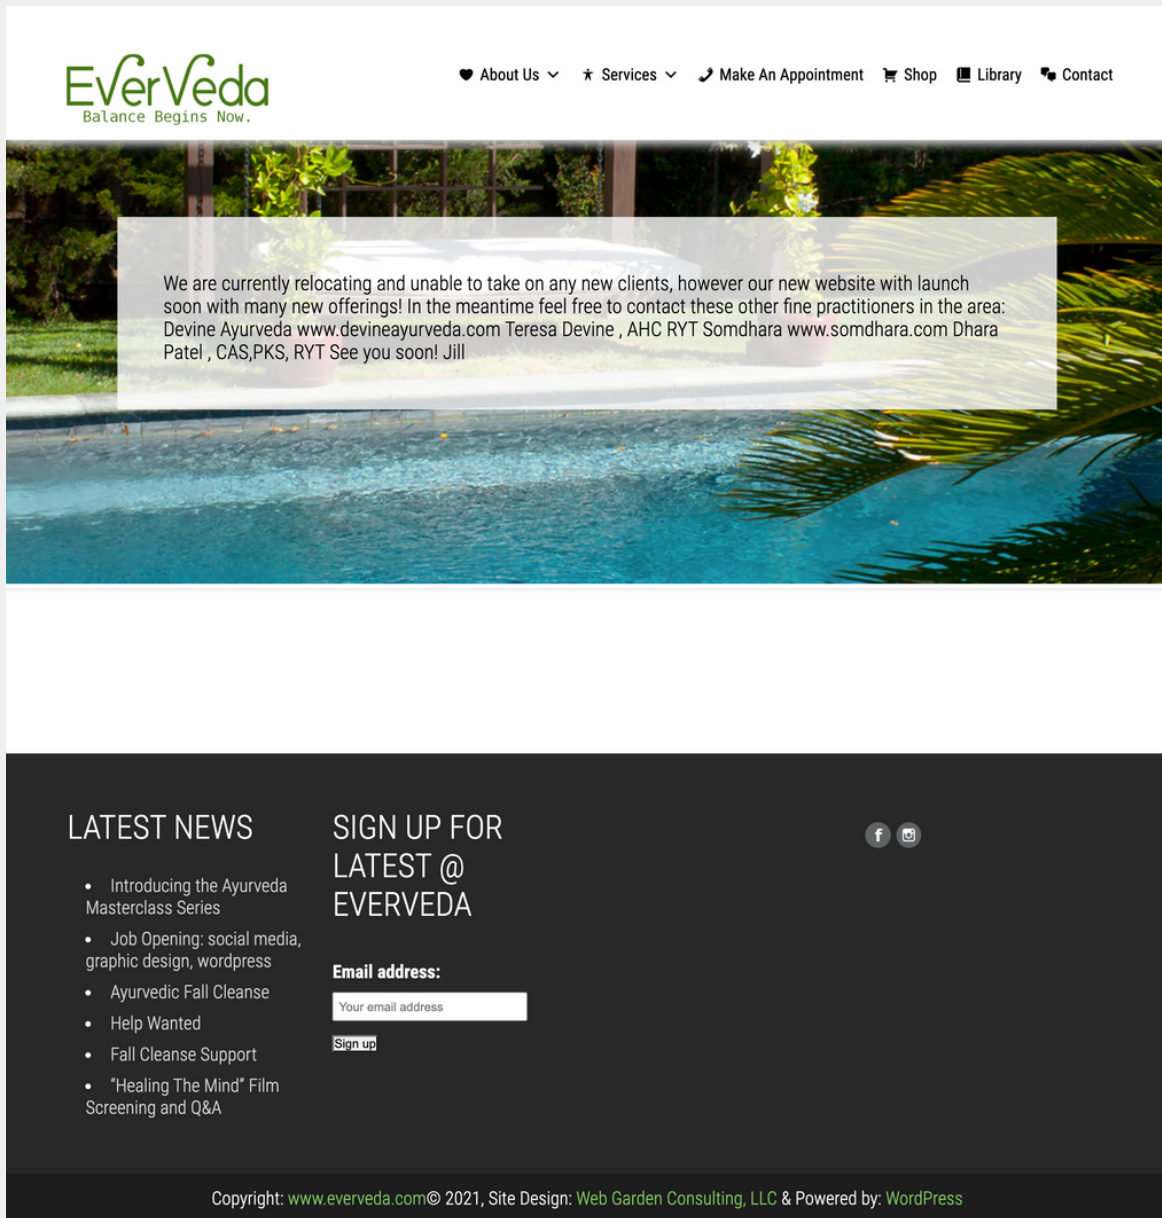 EverVeda
Balance Begins Now.
About Us Services Make An Appointment Shop Library Contact
We are currently relocating and unable to take on any new clients, however our new website with launch
soon with many new offerings! In the meantime feel free to contact these other fine practitioners in the area:
Devine Ayurveda www.devineayurveda.com Teresa Devine , AHC RYT Somdhara www.somdhara.com Dhara
Patel , CAS,PKS, RYT See you soon! Jill
LATEST NEWS
Introducing the Ayurveda
Masterclass Series
Job Opening: social media,
graphic design, wordpress
Ayurvedic Fall Cleanse
Help Wanted
Fall Cleanse Support
“Healing The Mind” Film
Screening and Q&A
SIGN UP FOR
LATEST @
EVERVEDA
Email address:
Your email address
Sign up
Copyright: www.everveda.com© 2021, Site Design: Web Garden Consulting, LLC & Powered by: WordPress